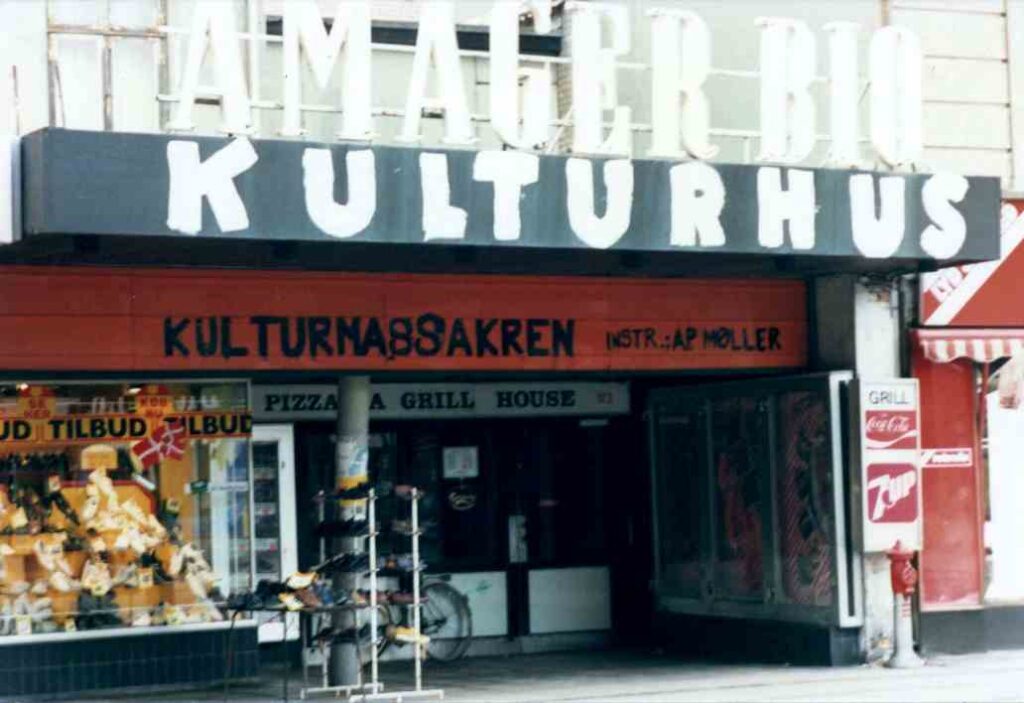 AMAGER BIO
KULTURHUS
KULTURMASSAKREN INSTR.: AP MØLLER
PIZZA A GRILL HOUSE
TILBUD TILBUD
GRILL
Coca-Cola
7up